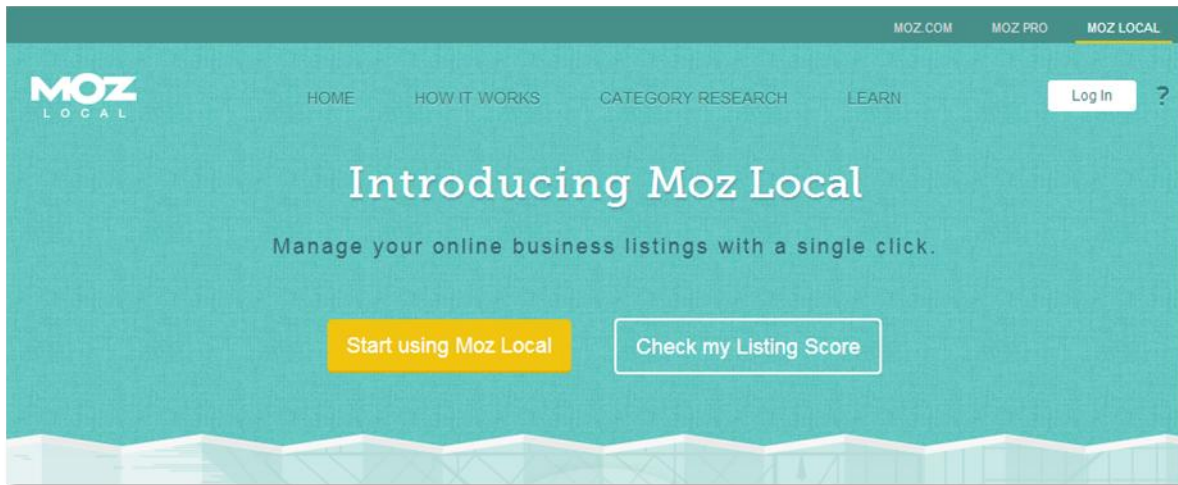 MOZ.COM MOZ PRO MOZ LOCAL
MOZ
LOCAL
HOME HOW IT WORKS CATEGORY RESEARCH LEARN Log In ?
Introducing Moz Local
Manage your online business listings with a single click.
Start using Moz Local Check my Listing Score